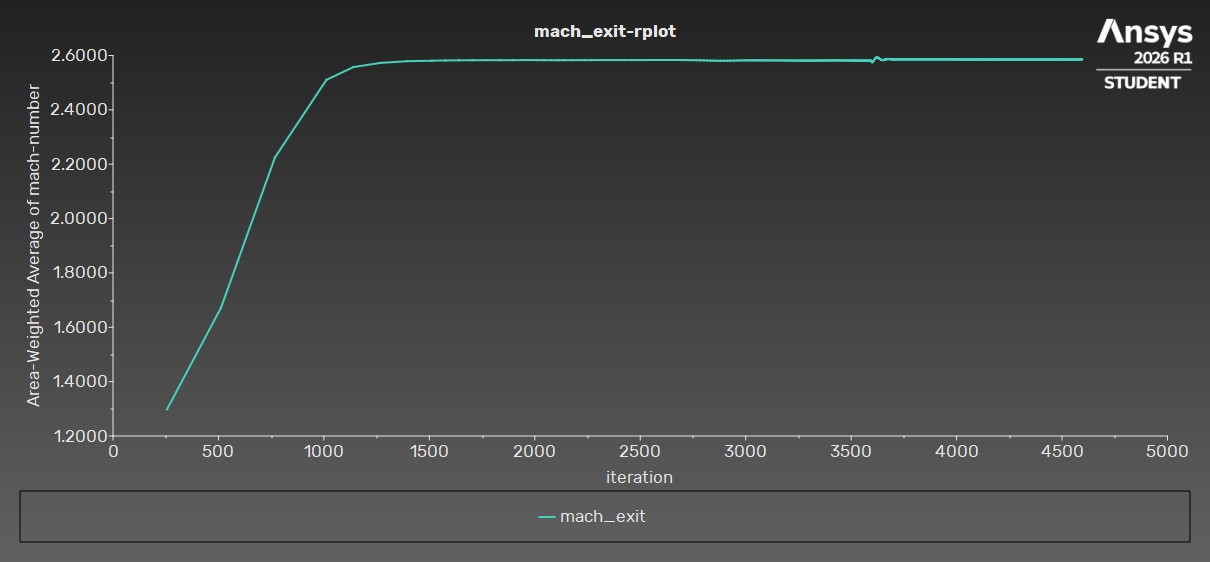 mach_exit-rplot
Ansys
2026 R1
STUDENT
Area-Weighted Average of mach-number
2.6000
2.4000
2.2000
2.0000
1.8000
1.6000
1.4000
1.2000
0 500 1000 1500 2000 2500 3000 3500 4000 4500 5000
iteration
mach_exit